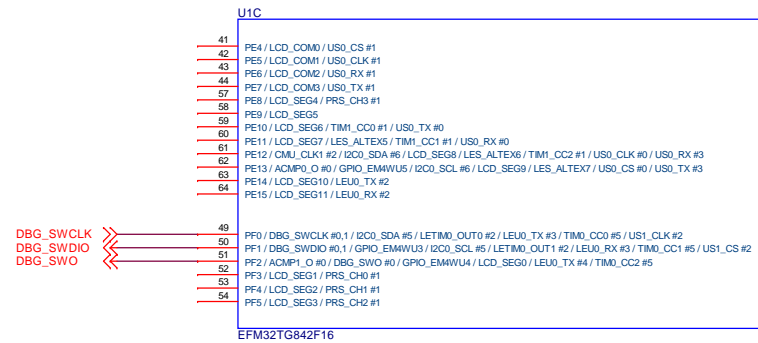 U1C
41 PE4 / LCD_COM0 / US0_CS #1
42 PE5 / LCD_COM1 / US0_CLK #1
43 PE6 / LCD_COM2 / US0_RX #1
44 PE7 / LCD_COM3 / US0_TX #1
57 PE8 / LCD_SEG4 / PRS_CH3 #1
58 PE9 / LCD_SEG5
59 PE10 / LCD_SEG6 / TIM1_CC0 #1 / US0_TX #0
60 PE11 / LCD_SEG7 / LES_ALTEX5 / TIM1_CC1 #1 / US0_RX #0
61 PE12 / CMU_CLK1 #2 / I2C0_SDA #6 / LCD_SEG8 / LES_ALTEX6 / TIM1_CC2 #1 / US0_CLK #0 / US0_RX #3
62 PE13 / ACMP0_O #0 / GPIO_EM4WU5 / I2C0_SCL #6 / LCD_SEG9 / LES_ALTEX7 / US0_CS #0 / US0_TX #3
63 PE14 / LCD_SEG10 / LEU0_TX #2
64 PE15 / LCD_SEG11 / LEU0_RX #2
DBG_SWCLK 49 PF0 / DBG_SWCLK #0,1 / I2C0_SDA #5 / LETIM0_OUT0 #2 / LEU0_TX #3 / TIM0_CC0 #5 / US1_CLK #2
DBG_SWDIO 50 PF1 / DBG_SWDIO #0,1 / GPIO_EM4WU3 / I2C0_SCL #5 / LETIM0_OUT1 #2 / LEU0_RX #3 / TIM0_CC1 #5 / US1_CS #2
DBG_SWO 51 PF2 / ACMP1_O #0 / DBG_SWO #0 / GPIO_EM4WU4 / LCD_SEG0 / LEU0_TX #4 / TIM0_CC2 #5
52 PF3 / LCD_SEG1 / PRS_CH0 #1
53 PF4 / LCD_SEG2 / PRS_CH1 #1
54 PF5 / LCD_SEG3 / PRS_CH2 #1
EFM32TG842F16